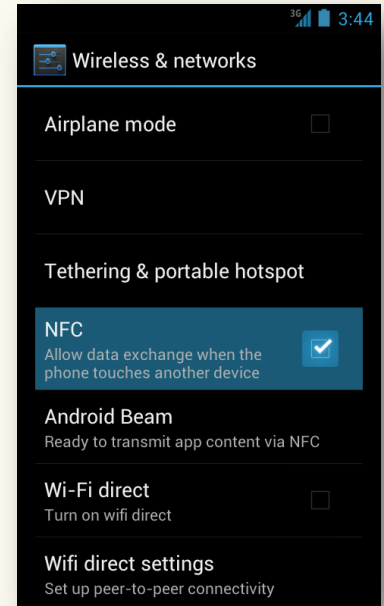 3G 3:44
Wireless & networks
Airplane mode
VPN
Tethering & portable hotspot
NFC
Allow data exchange when the
phone touches another device
Android Beam
Ready to transmit app content via NFC
Wi-Fi direct
Turn on wifi direct
Wifi direct settings
Set up peer-to-peer connectivity